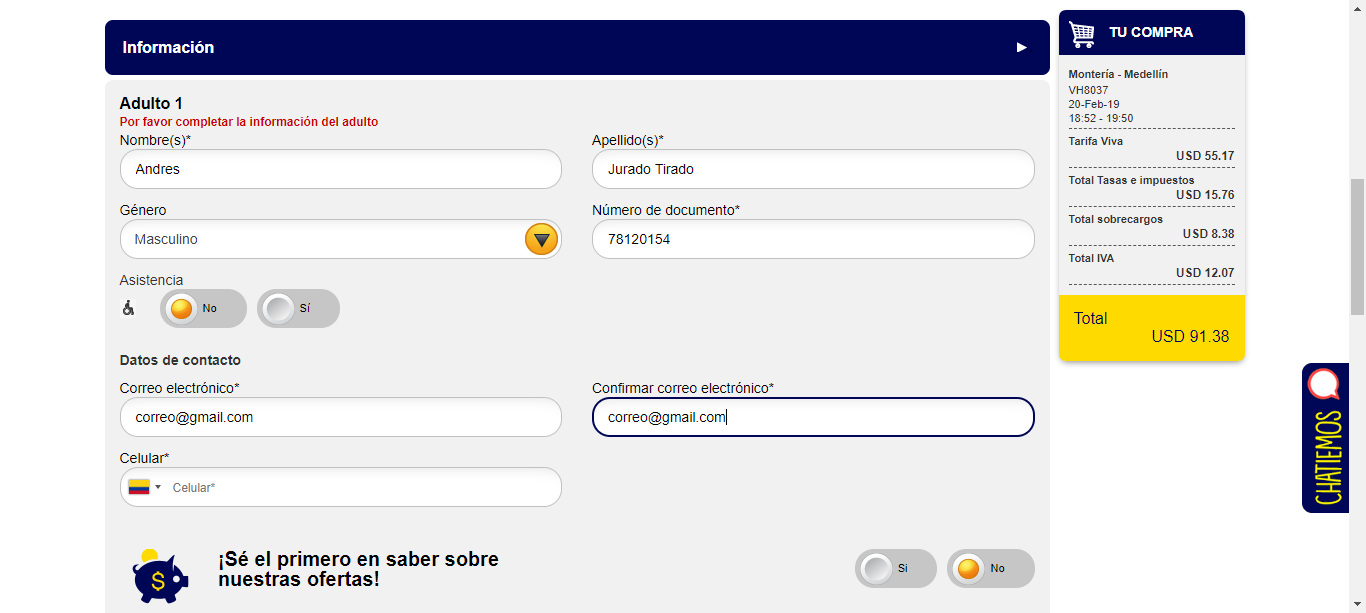 Información
Adulto 1
Por favor completar la información del adulto
Nombre(s)*
Apellido(s)*
Andres
Jurado Tirado
Género
Número de documento*
Masculino
78120154
Asistencia
No
Sí
Datos de contacto
Correo electrónico*
Confirmar correo electrónico*
correo@gmail.com
correo@gmail.com
Celular*
Celular*
$
¡Sé el primero en saber sobre
nuestras ofertas!
Si
No
TU COMPRA
Montería - Medellín
VH8037
20-Feb-19
18:52 - 19:50
Tarifa Viva
USD 55.17
Total Tasas e impuestos
USD 15.76
Total sobrecargos
USD 8.38
Total IVA
USD 12.07
Total
USD 91.38
CHATIEMOS